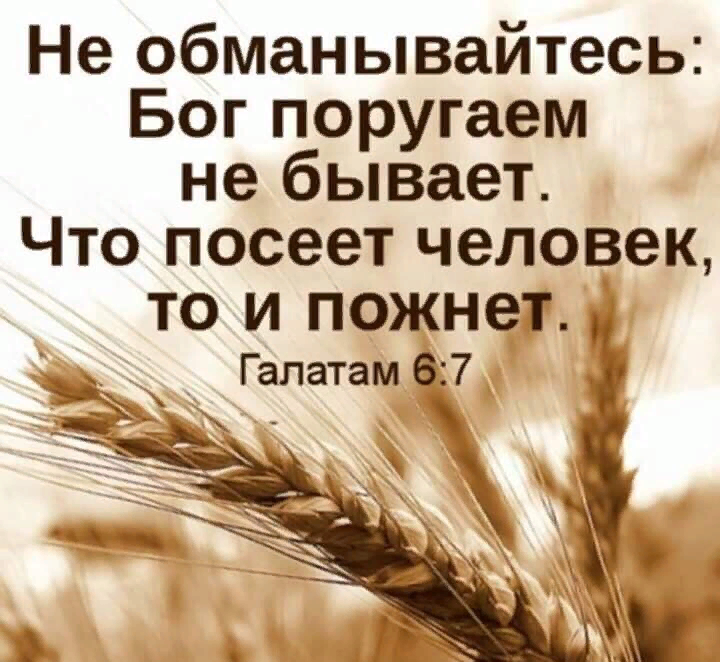 Не обманывайтесь:
Бог поругаем
не бывает.
Что посеет человек,
то и пожнет.
Галатам 6:7